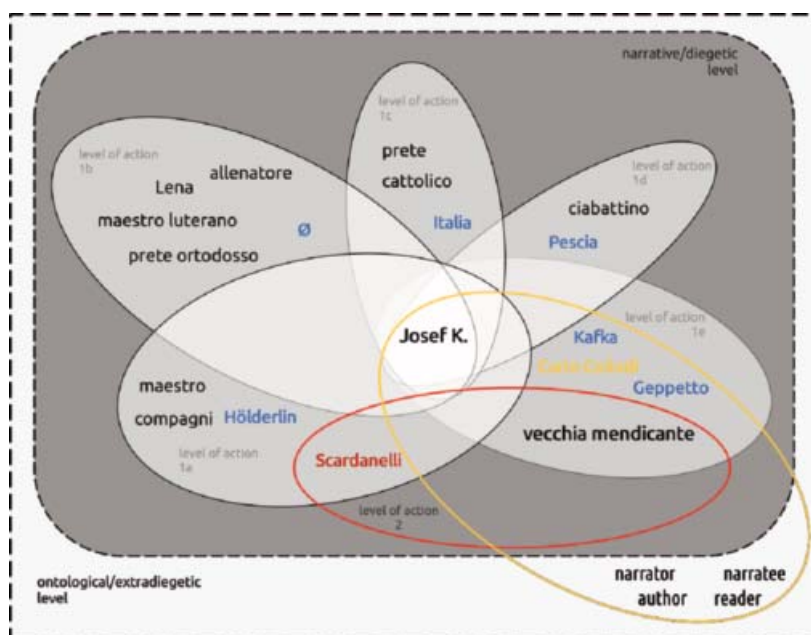 narrative/diegetic
level
level of action
1c
prete
cattolico
Italia
level of action
1b
allenatore
Lena
maestro luterano
Ø
prete ortodosso
level of action
1d
ciabattino
Pescia
Josef K.
level of action
1e
Kafka
Carlo Collodi
Geppetto
vecchia mendicante
maestro
compagni Hölderlin
level of action
1a
Scardanelli
level of action
2
ontological/extradiegetic
level
narrator narratee
author reader